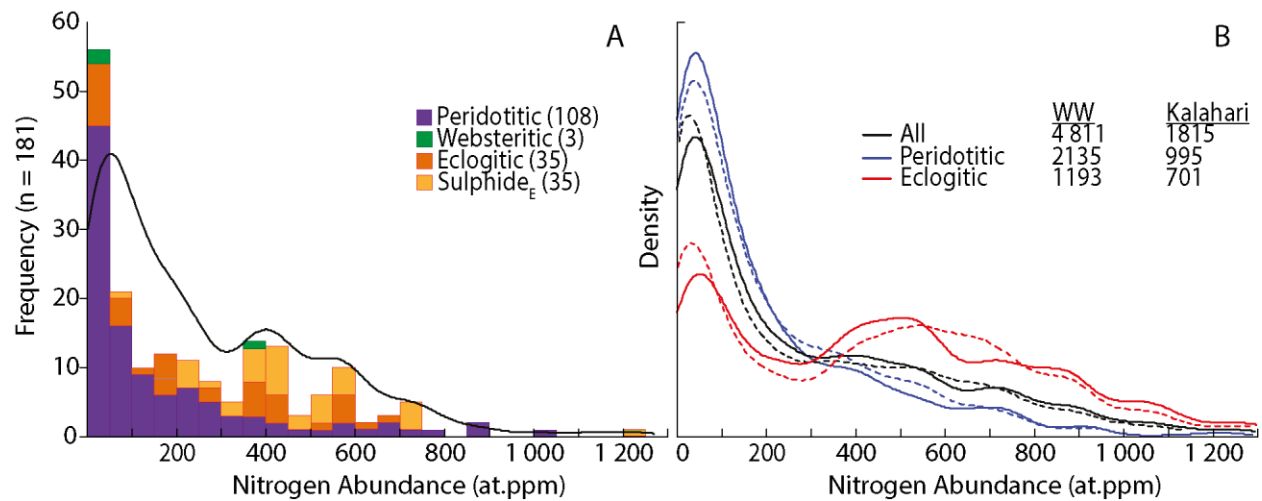 A
60
50
40
30
20
10
0
Frequency (n = 181)
Peridotitic (108)
Websteritic (3)
Eclogitic (35)
Sulphide_E (35)
200 400 600 800 1 000 1 200
Nitrogen Abundance (at.ppm)
B
Density
WW Kalahari
All 4 811 1815
Peridotitic 2135 995
Eclogitic 1193 701
0 200 400 600 800 1 000 1 200
Nitrogen Abundance (at.ppm)